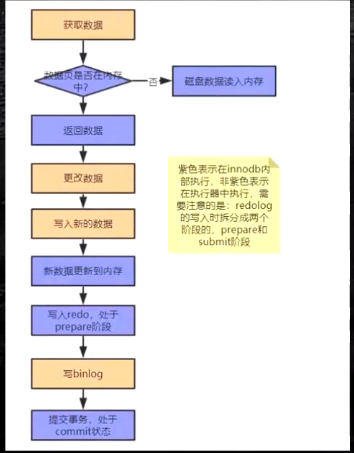 获取数据
数据页是否在内存
中?
否
磁盘数据读入内存
返回数据
更改数据
紫色表示在innodb内
部执行，非紫色表示
在执行器中执行，需
要注意的是：redolog
的写入时拆分成两个
阶段的，prepare和
submit阶段
写入新的数据
新数据更新到内存
写入redo，处于
prepare阶段
写binlog
提交事务，处于
commit状态